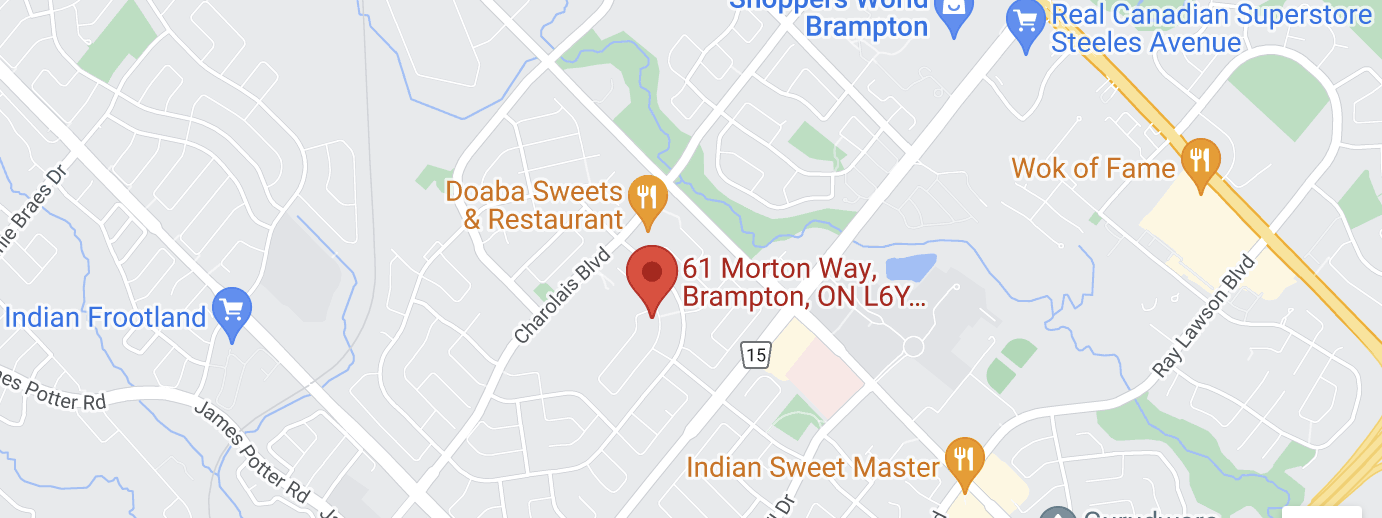 Shoppers World
Brampton
Real Canadian Superstore
Steeles Avenue
Wok of Fame
Doaba Sweets
& Restaurant
61 Morton Way,
Brampton, ON L6Y...
Charolais Blvd
Indian Frootland
15
Ray Lawson Blvd
Potter Rd
James Potter Rd
Indian Sweet Master
Braes Dr
Dr